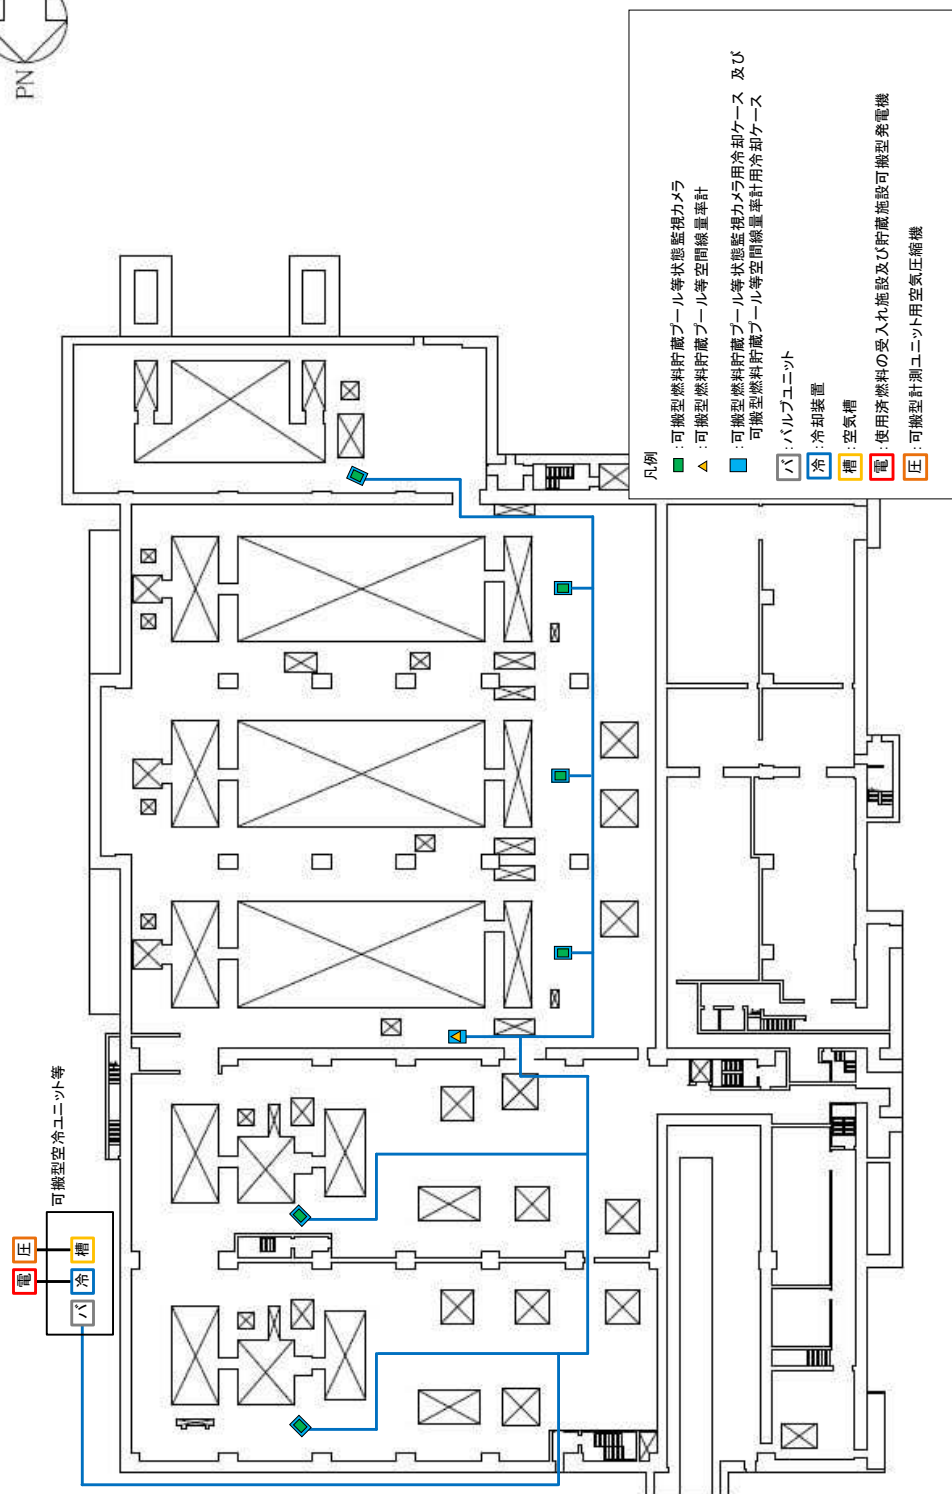 PN
可搬型空冷ユニット等
電
圧
バ
冷
槽
凡例
:可搬型燃料貯蔵プール等状態監視カメラ
:可搬型燃料貯蔵プール等空間線量率計
:可搬型燃料貯蔵プール等状態監視カメラ用冷却ケース 及び
可搬型燃料貯蔵プール等空間線量率計用冷却ケース
バ:バルブユニット
冷:冷却装置
槽:空気槽
電:使用済燃料の受入れ施設及び貯蔵施設可搬型発電機
圧:可搬型計測ユニット用空気圧縮機